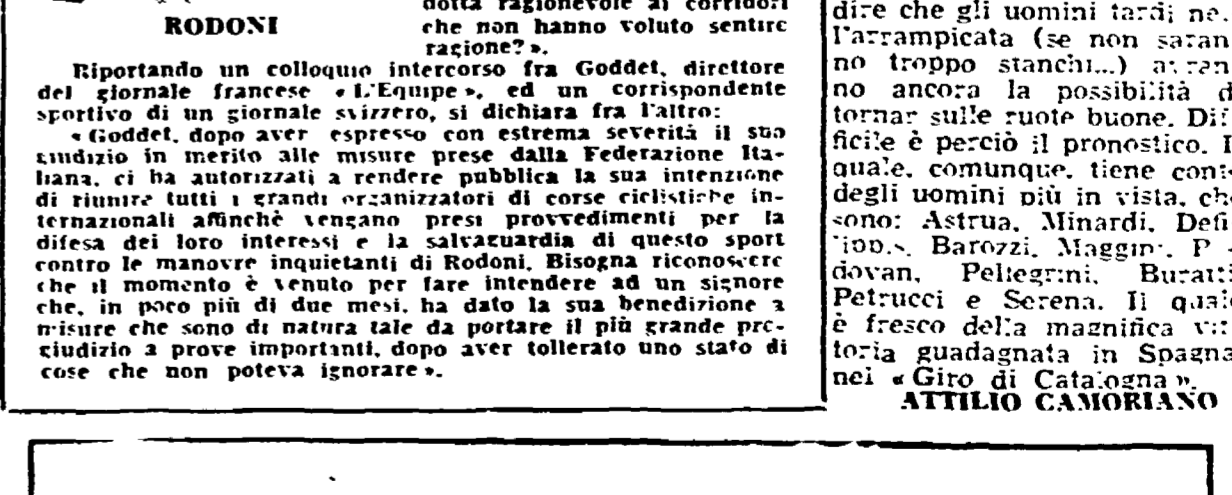 RODONI
dotta ragionevole ai corridori
che non hanno voluto sentire
ragione? ».
Riportando un colloquio intercorso fra Goddet, direttore
del giornale francese « L'Equipe », ed un corrispondente
sportivo di un giornale svizzero, si dichiara fra l'altro:
« Goddet, dopo aver espresso con estrema severità il suo
giudizio in merito alle misure prese dalla Federazione Ita-
liana, ci ha autorizzati a rendere pubblica la sua intenzione
di riunire tutti i grandi organizzatori di corse ciclistiche in-
ternazionali affinchè vengano presi provvedimenti per la
difesa dei loro interessi e la salvaguardia di questo sport
contro le manovre inquietanti di Rodoni. Bisogna riconoscere
che il momento è venuto per fare intendere ad un signore
che, in poco più di due mesi, ha dato la sua benedizione a
misure che sono di natura tale da portare il più grande pre-
giudizio a prove importanti, dopo aver tollerato uno stato di
cose che non poteva ignorare ».
dire che gli uomini tardi
l'arrampicata (se non saran
no troppo stanchi...) avran
no ancora la possibilità d
tornar sulle ruote buone. Dif
ficile è perciò il pronostico. I
quale, comunque, tiene cont
degli uomini più in vista, ch
sono: Astrua, Minardi, Defi
Barozzi, Maggini, P
dovan, Pellegrini, Buratti
Petrucci e Serena. Il qual
è fresco della magnifica vit
toria guadagnata in Spagna
nel « Giro di Catalogna ».
ATTILIO CAMORIANO